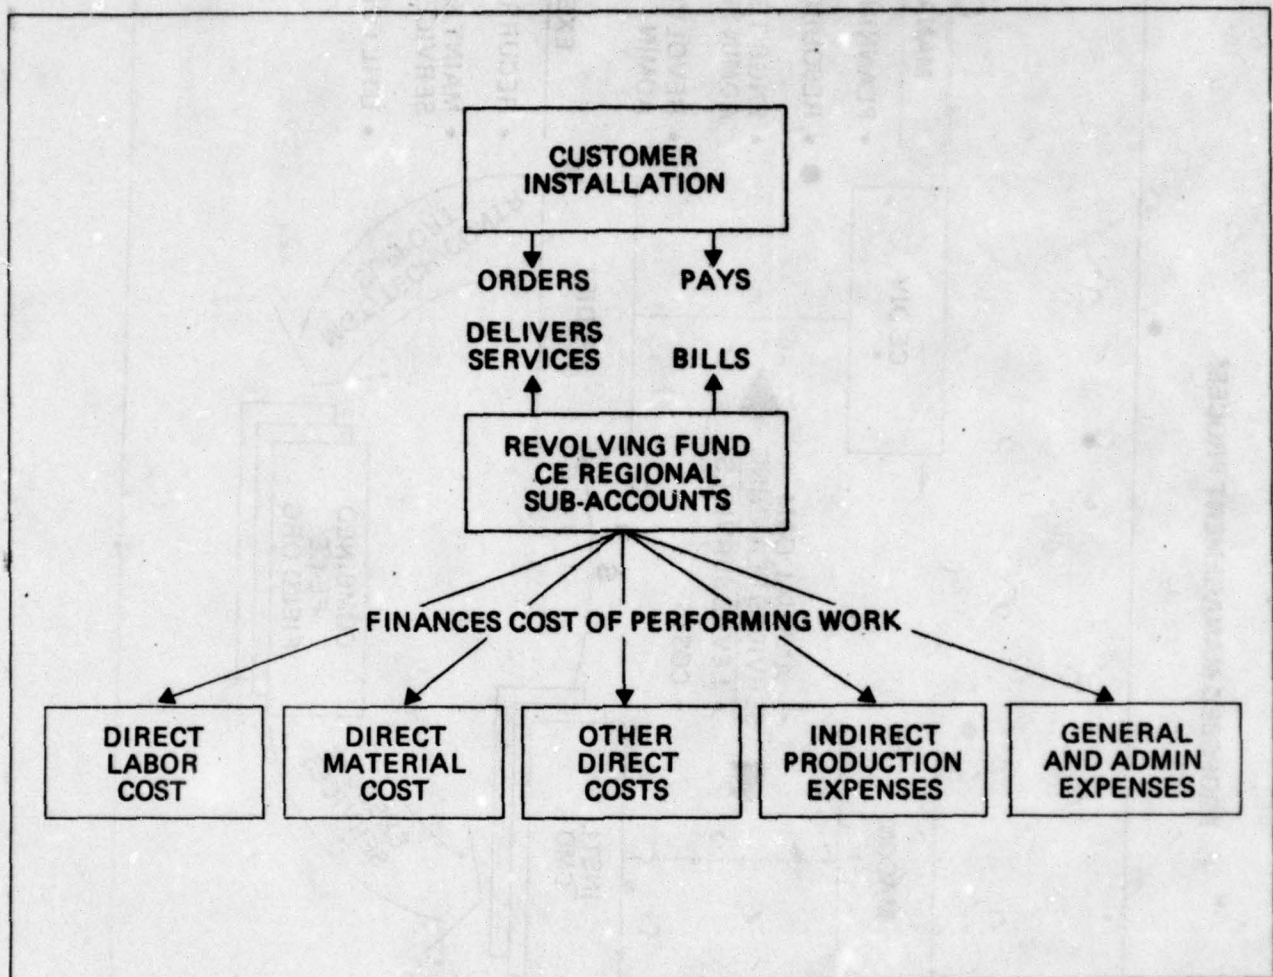 CUSTOMER
INSTALLATION
ORDERS
PAYS
DELIVERS
SERVICES
BILLS
REVOLVING FUND
CE REGIONAL
SUB-ACCOUNTS
FINANCES COST OF PERFORMING WORK
DIRECT
LABOR
COST
DIRECT
MATERIAL
COST
OTHER
DIRECT
COSTS
INDIRECT
PRODUCTION
EXPENSES
GENERAL
AND ADMIN
EXPENSES